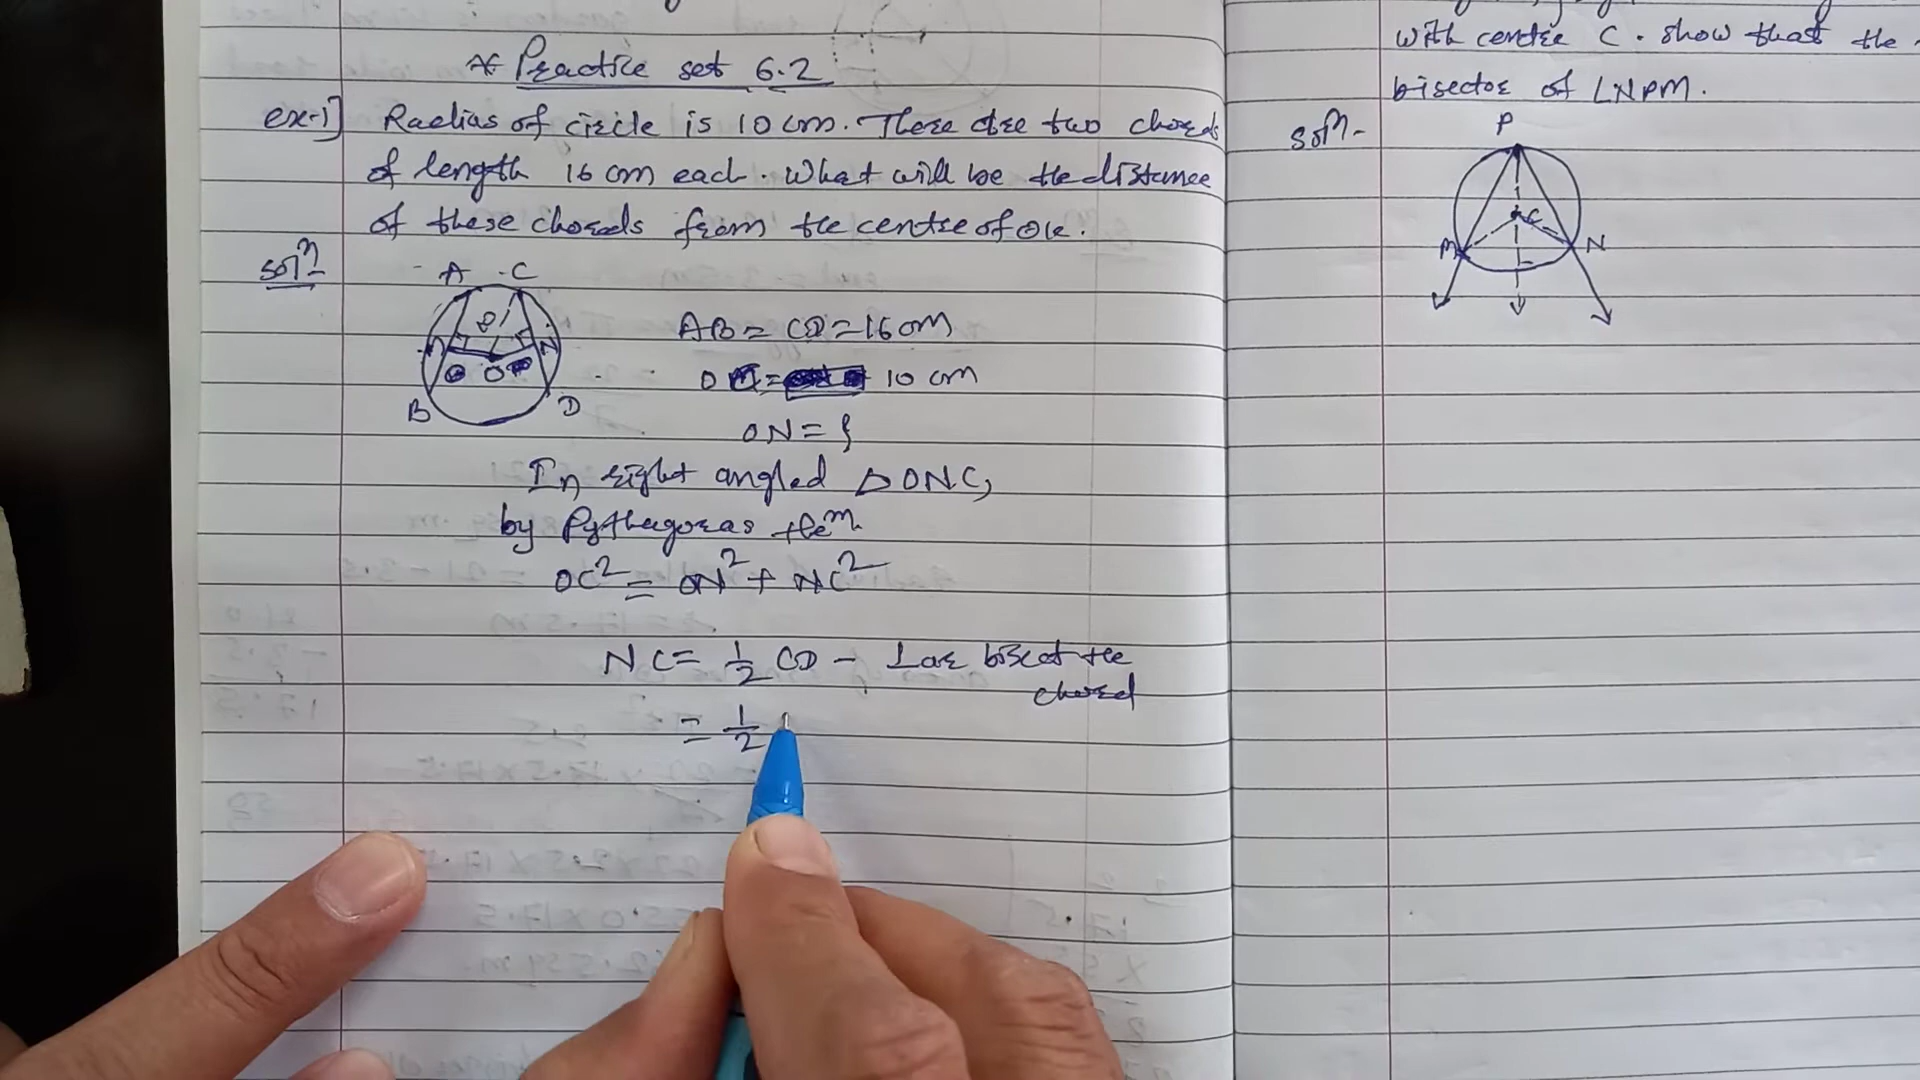 * Practice set 6.2
ex-1] Radius of circle is 10 cm. There are two chords
of length 16 cm each. What will be the distance
of these chords from the centre of ole.
solⁿ
A C
8
M N
O P
B D
AB = CD = 16 cm
10 cm
ON = ?
In right angled △ONC,
by Pythagoras theᵐ
OC² = ON² + NC²
NC = 1/2 CD - ⊥ar bisect the
chord
= 1/2
with centre C. show that the
bisector of ∠NPM.
solⁿ-
P
C
M N